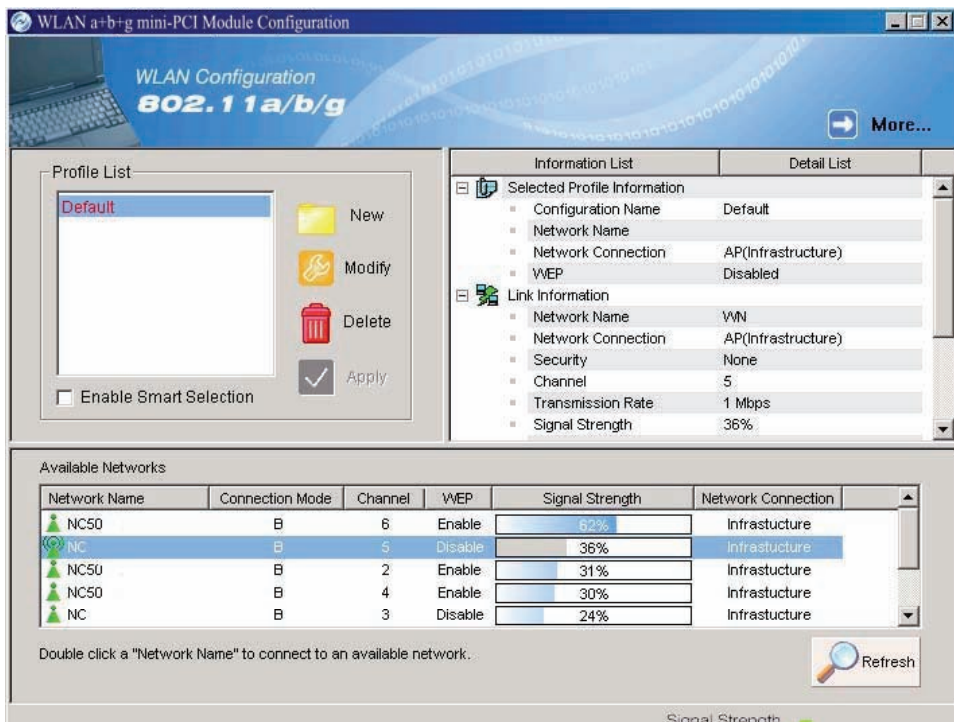 WLAN a+b+g mini-PCI Module Configuration
WLAN Configuration
802.11a/b/g
More...
Profile List
Default
New
Modify
Delete
Apply
Enable Smart Selection
Information List Detail List
Selected Profile Information
Configuration Name Default
Network Name
Network Connection AP(Infrastructure)
WEP Disabled
Link Information
Network Name WN
Network Connection AP(Infrastructure)
Security None
Channel 5
Transmission Rate 1 Mbps
Signal Strength 36%
Available Networks
Network Name Connection Mode Channel WEP Signal Strength Network Connection
NC50 B 6 Enable 62% Infrastucture
NC B 5 Disable 36% Infrastucture
NC50 B 2 Enable 31% Infrastucture
NC50 B 4 Enable 30% Infrastucture
NC B 3 Disable 24% Infrastucture
Double click a "Network Name" to connect to an available network.
Refresh
Signal Strength